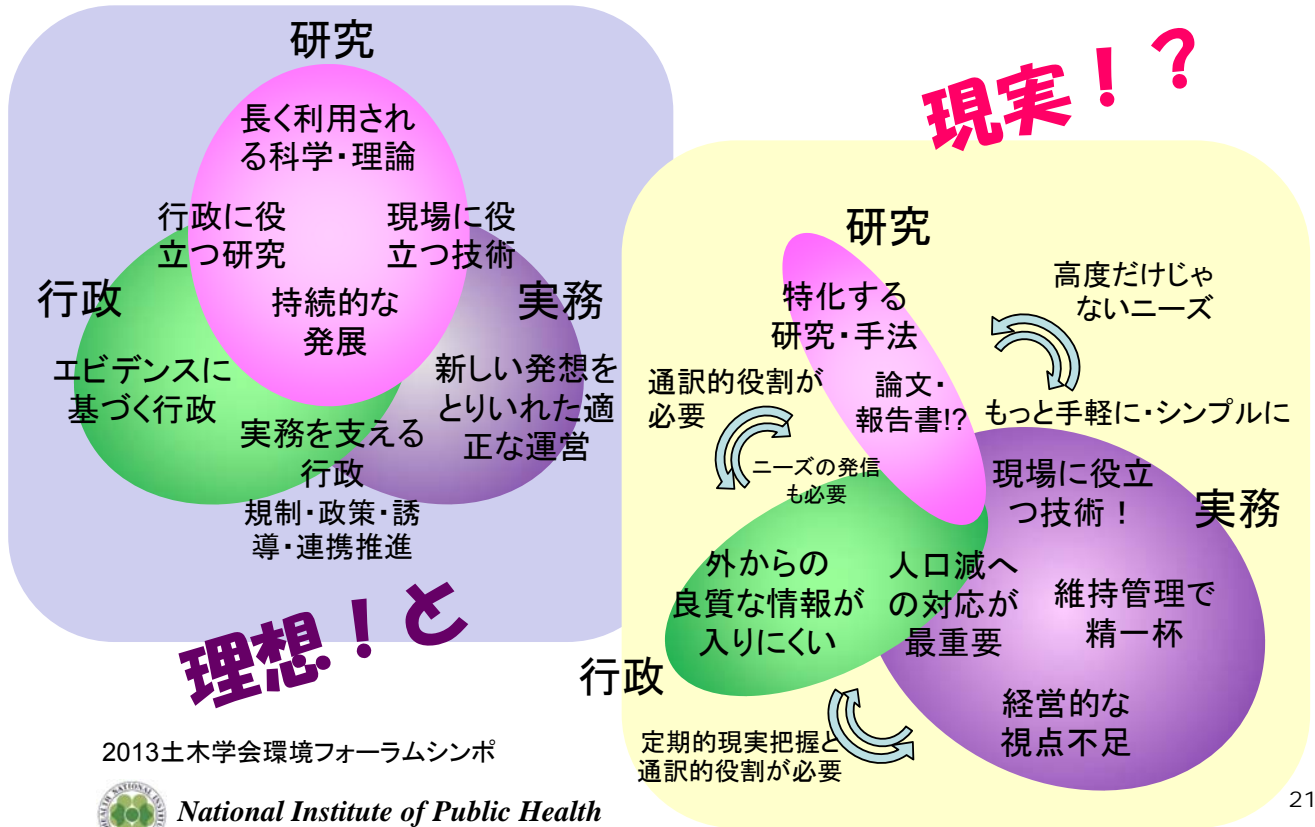 研究
長く利用され
る科学・理論
行政に役
立つ研究
現場に役
立つ技術
行政
実務
持続的な
発展
エビデンスに
基づく行政
新しい発想を
とりいれた適
正な運営
実務を支える
行政
規制・政策・誘
導・連携推進
理想！と
現実！？
研究
特化する
研究・手法
高度だけじゃ
ないニーズ
通訳的役割が
必要
論文・
報告書!?
もっと手軽に・シンプルに
ニーズの発信
も必要
現場に役立
つ技術！
実務
外からの
良質な情報が
入りにくい
人口減へ
の対応が
最重要
維持管理で
精一杯
行政
経営的な
視点不足
定期的現実把握と
通訳的役割が必要
2013土木学会環境フォーラムシンポ
National Institute of Public Health
21